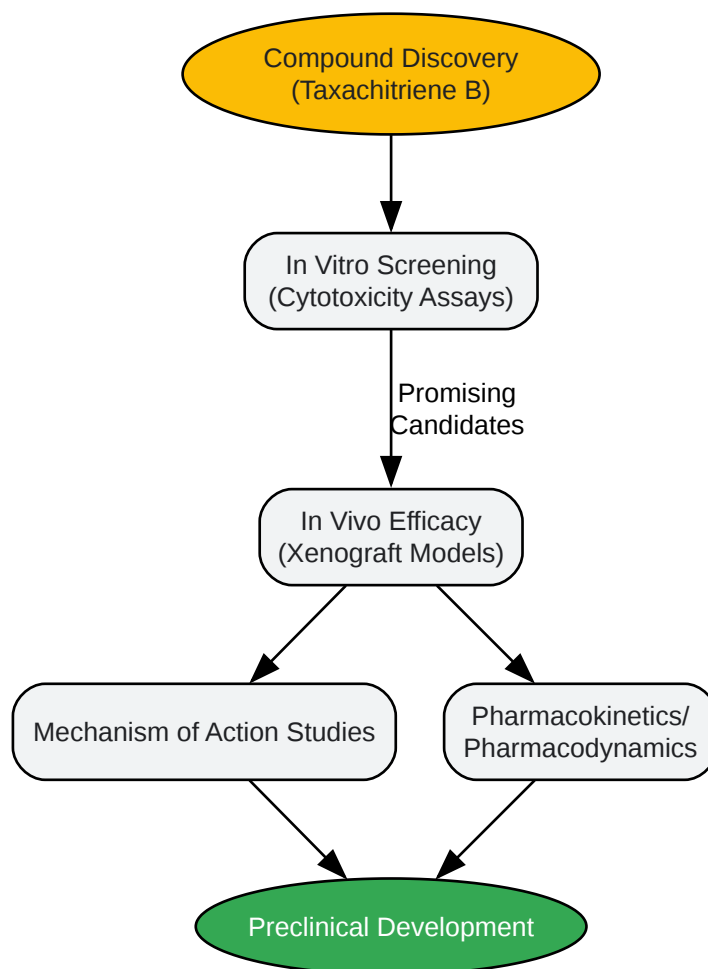 Compound Discovery
(Taxachitriene B)
In Vitro Screening
(Cytotoxicity Assays)
Promising
Candidates
In Vivo Efficacy
(Xenograft Models)
Mechanism of Action Studies
Pharmacokinetics/
Pharmacodynamics
Preclinical Development